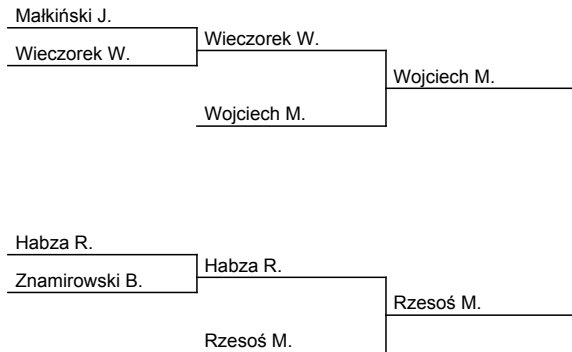 Małkiński J.
Wieczorek W.
Wieczorek W.
Wojciech M.
Wojciech M.
Habza R.
Znamirowski B.
Habza R.
Rzesoś M.
Rzesoś M.